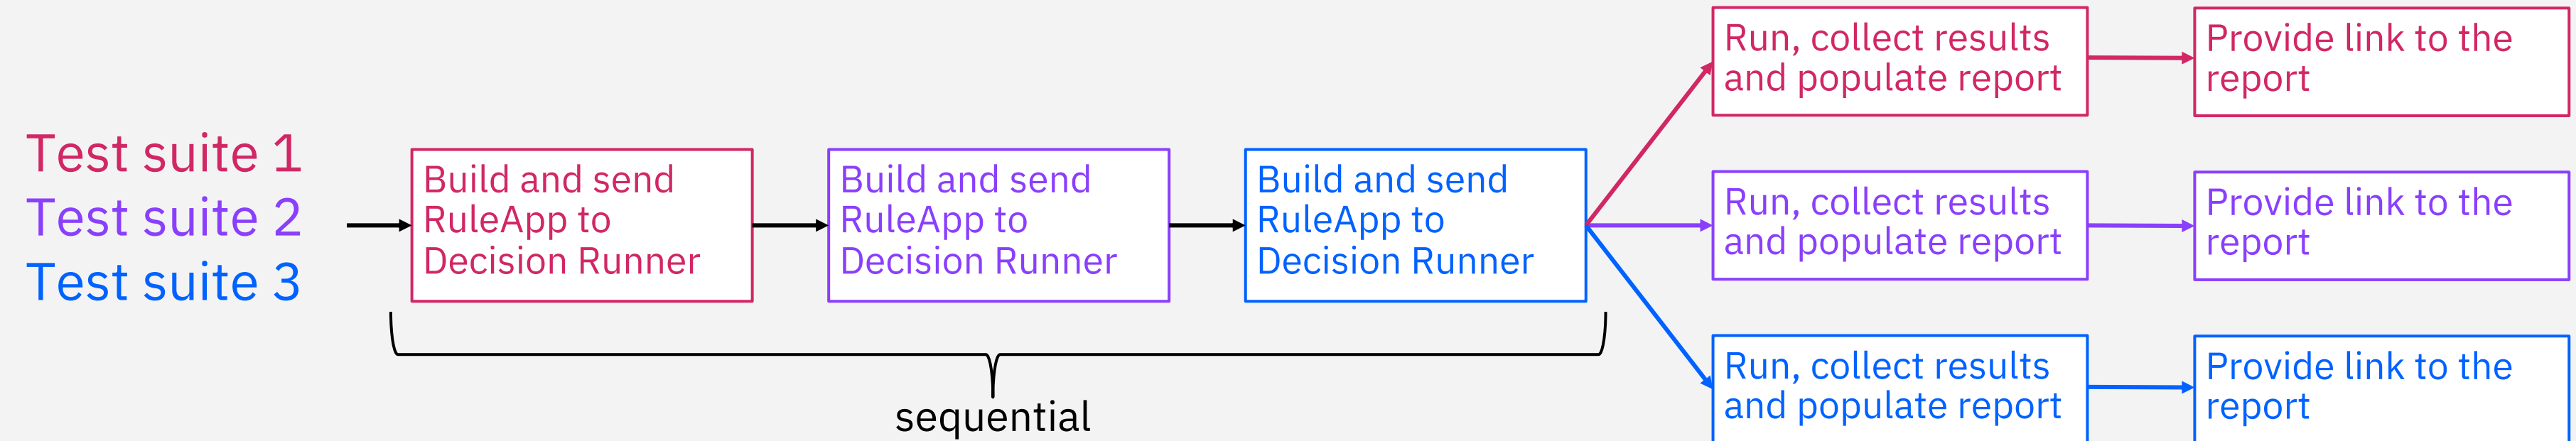 Test suite 1
Test suite 2
Test suite 3
Build and send
RuleApp to
Decision Runner
Build and send
RuleApp to
Decision Runner
Build and send
RuleApp to
Decision Runner
sequential
Run, collect results
and populate report
Provide link to the
report
Run, collect results
and populate report
Provide link to the
report
Run, collect results
and populate report
Provide link to the
report